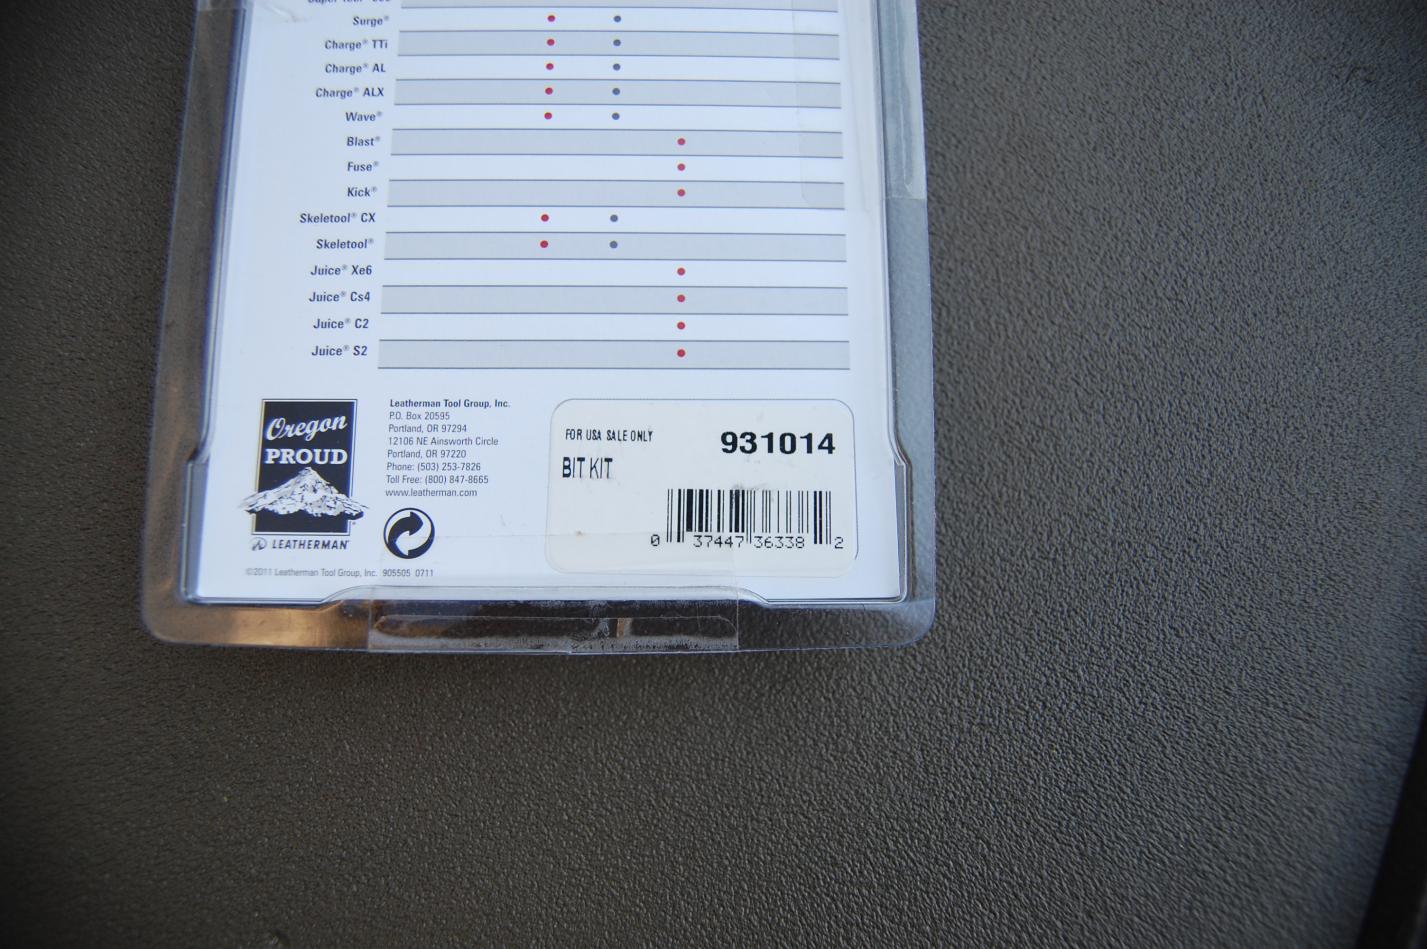 Surge®
Charge® TTi
Charge® AL
Charge® ALX
Wave®
Blast®
Fuse®
Kick®
Skeletool® CX
Skeletool®
Juice® Xe6
Juice® Cs4
Juice® C2
Juice® S2
Oregon
PROUD
LEATHERMAN
Leatherman Tool Group, Inc.
P.O. Box 20595
Portland, OR 97294
12106 NE Ainsworth Circle
Portland, OR 97220
Phone: (503) 253-7826
Toll Free: (800) 847-8665
www.leatherman.com
©2011 Leatherman Tool Group, Inc. 905505 0711
FOR USA SALE ONLY
931014
BIT KIT
0 37447 36338 2